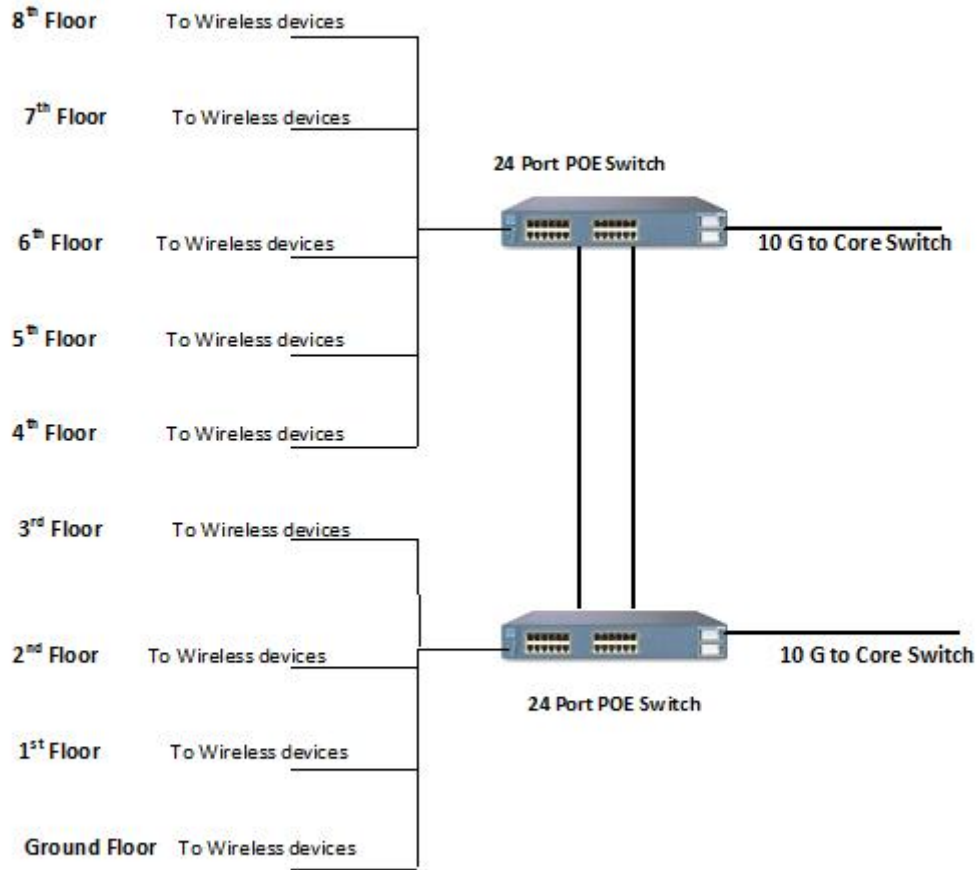 8th Floor To Wireless devices
7th Floor To Wireless devices
24 Port POE Switch
6th Floor To Wireless devices
10 G to Core Switch
5th Floor To Wireless devices
4th Floor To Wireless devices
3rd Floor To Wireless devices
2nd Floor To Wireless devices
10 G to Core Switch
24 Port POE Switch
1st Floor To Wireless devices
Ground Floor To Wireless devices